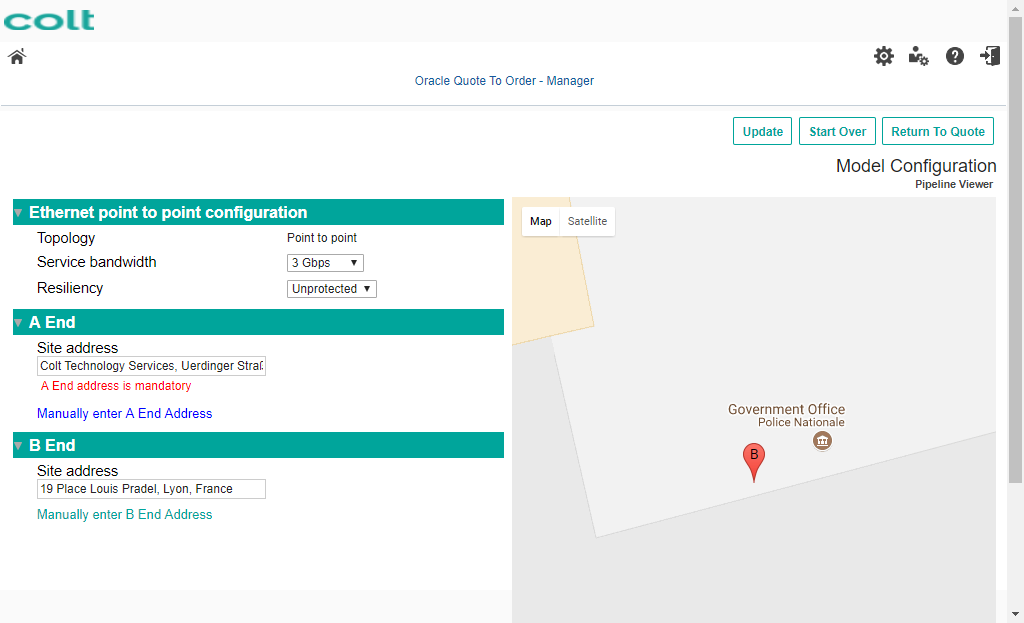 colt
Oracle Quote To Order - Manager
Update
Start Over
Return To Quote
Model Configuration
Pipeline Viewer
Ethernet point to point configuration
Topology
Point to point
Service bandwidth
3 Gbps
Resiliency
Unprotected
A End
Site address
Colt Technology Services, Uerdinger Straß
A End address is mandatory
Manually enter A End Address
B End
Site address
19 Place Louis Pradel, Lyon, France
Manually enter B End Address
Map
Satellite
Government Office
Police Nationale
B